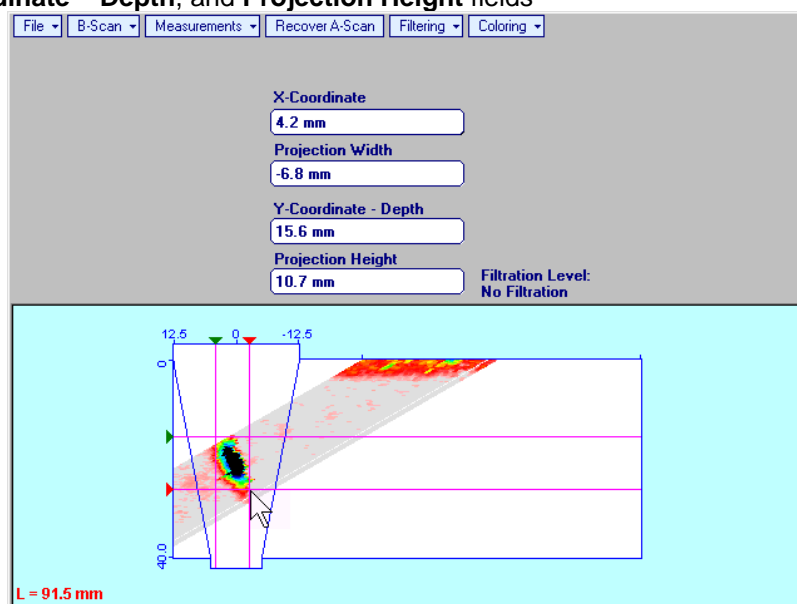 dinate – Depth, and Projection Height fields
File B-Scan Measurements Recover A-Scan Filtering Coloring
X-Coordinate
4.2 mm
Projection Width
-6.8 mm
Y-Coordinate - Depth
15.6 mm
Projection Height
10.7 mm
Filtration Level:
No Filtration
12.5 0 -12.5
0
40.0
L = 91.5 mm